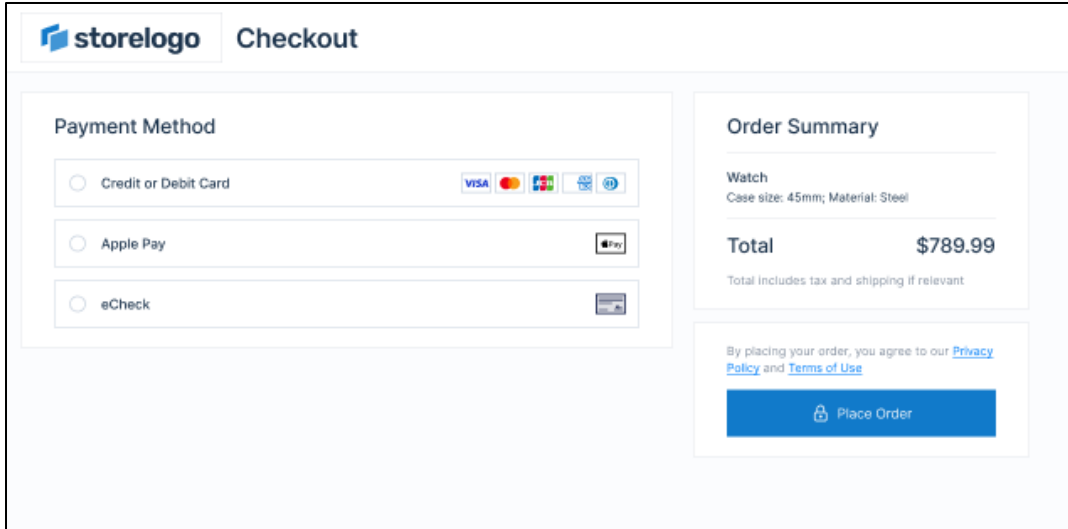 storelogo Checkout
Payment Method
Credit or Debit Card VISA JCB
Apple Pay Pay
eCheck
Order Summary
Watch
Case size: 45mm; Material: Steel
Total $789.99
Total includes tax and shipping if relevant
By placing your order, you agree to our Privacy
Policy and Terms of Use
Place Order